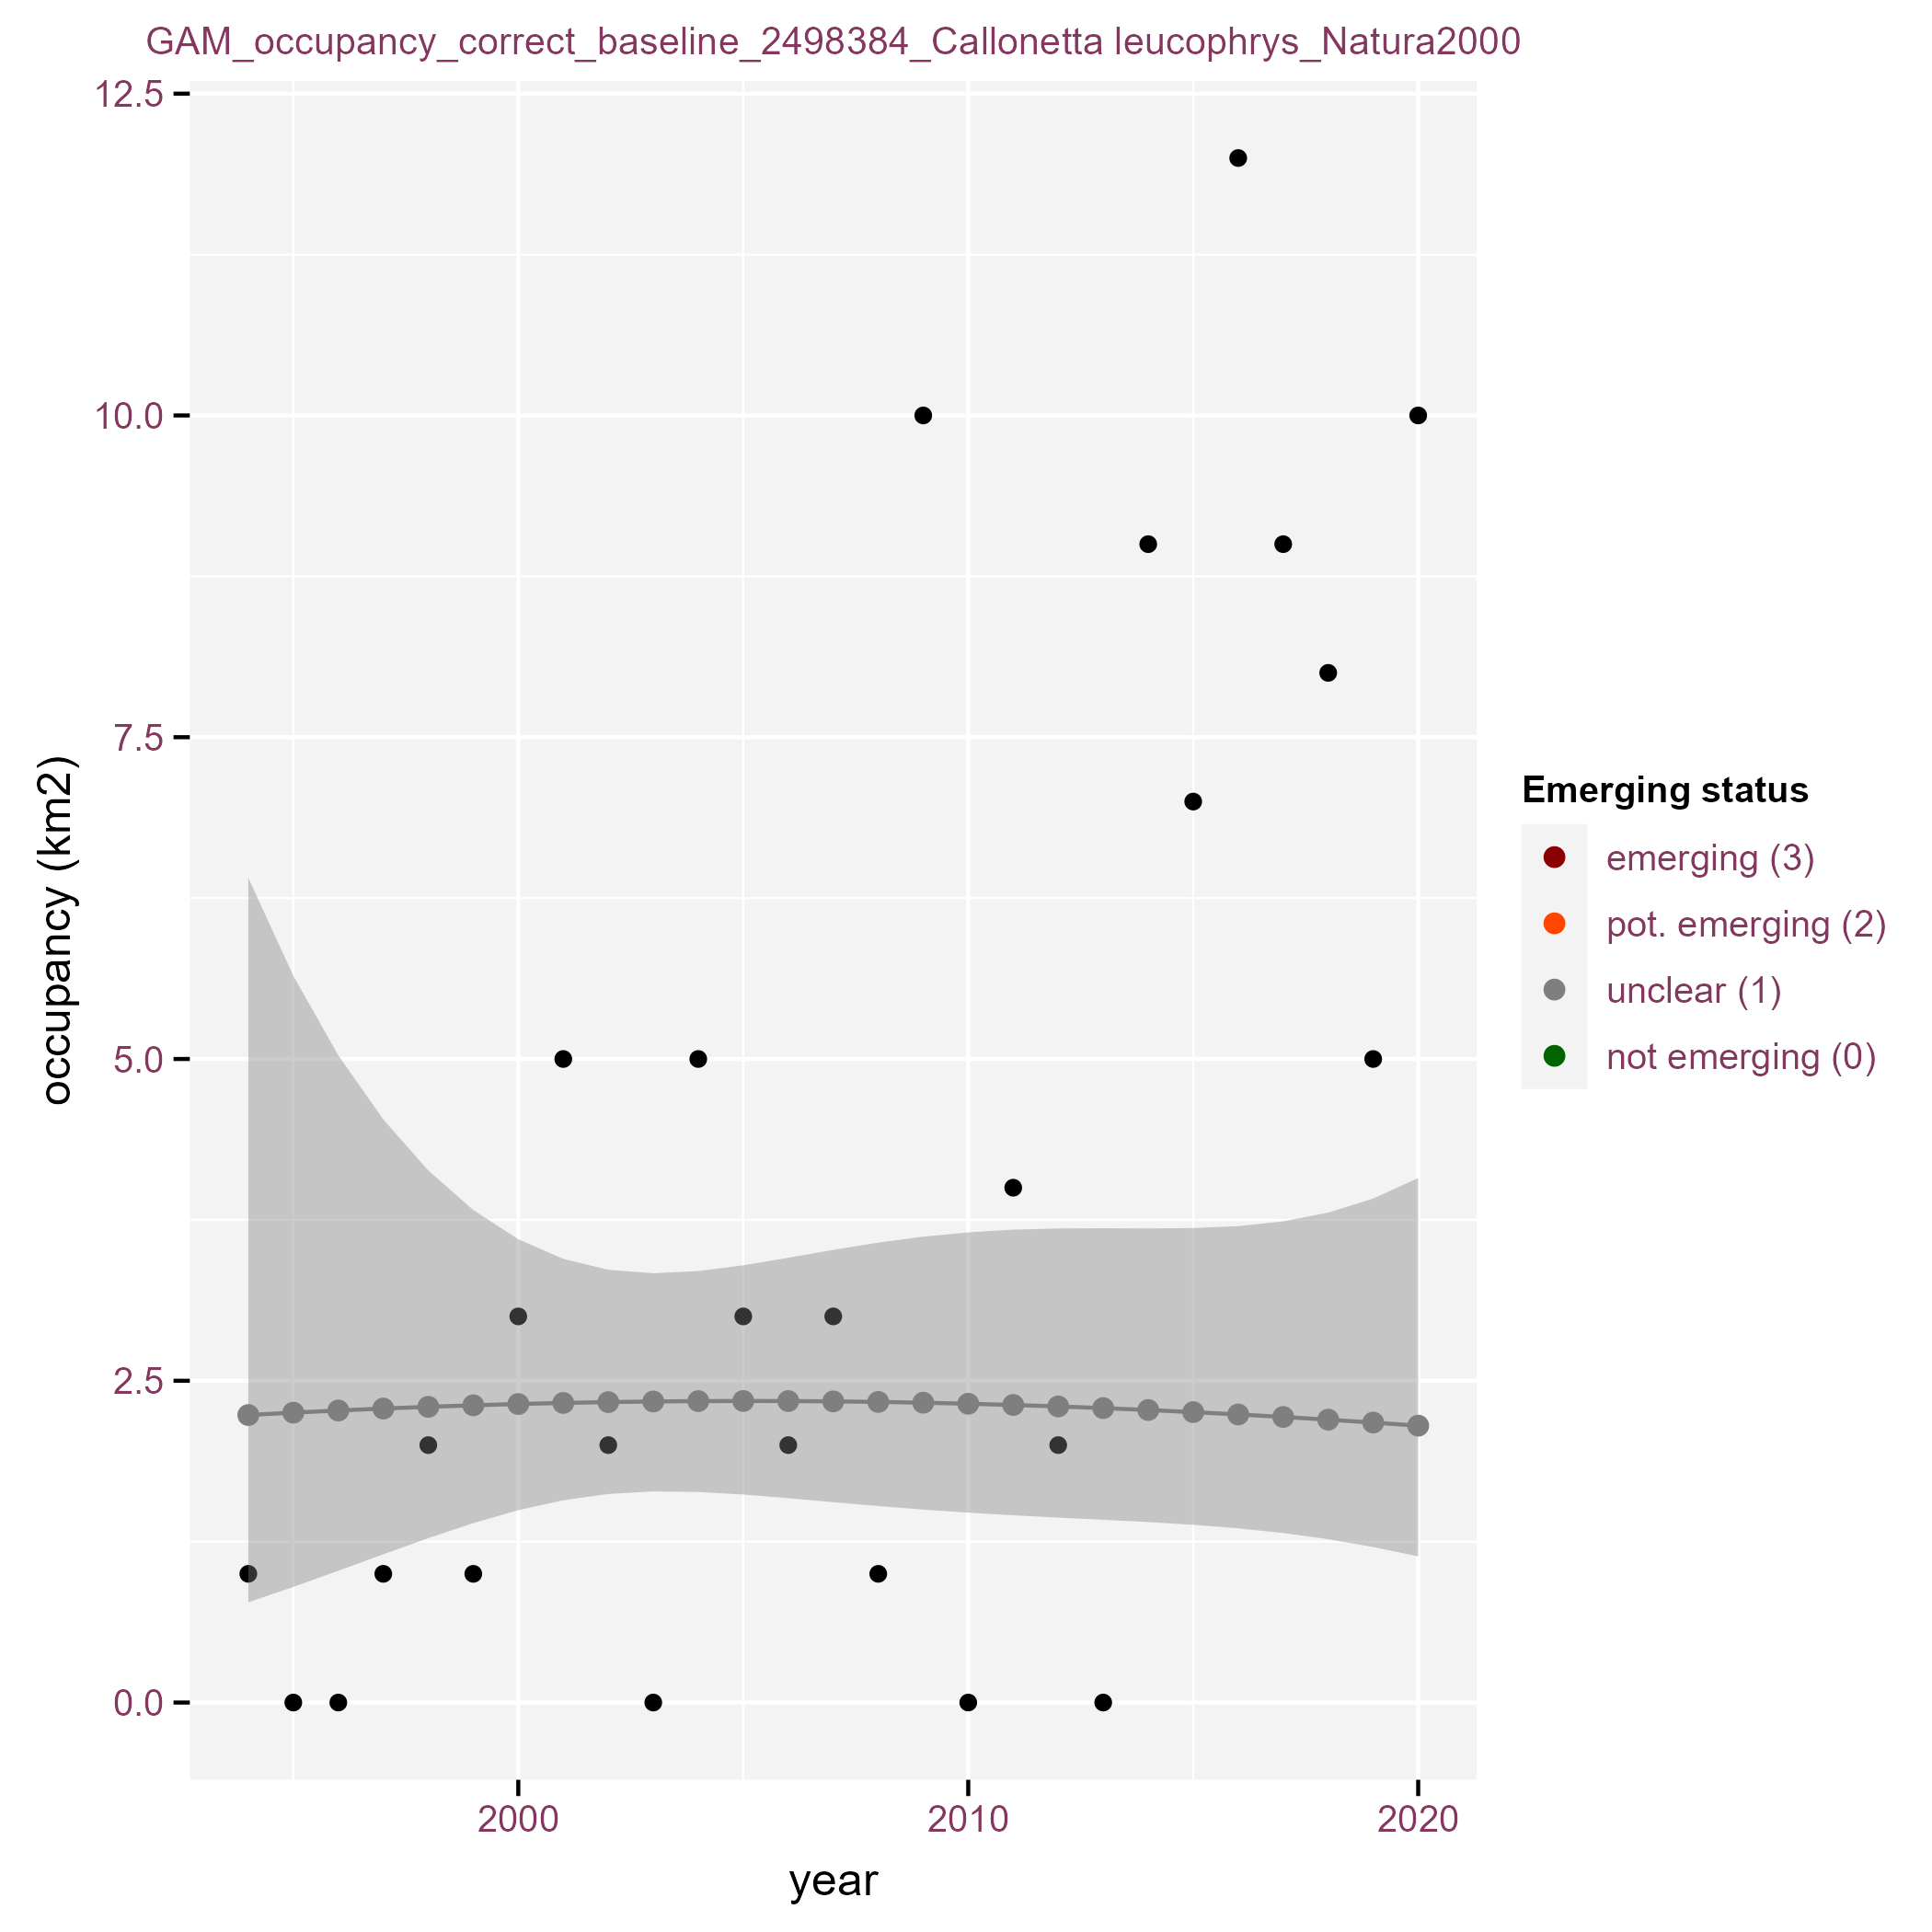 GAM_occupancy_correct_baseline_2498384_Callonetta leucophrys_Natura2000
12.5
10.0
7.5
5.0
2.5
0.0
occupancy (km2)
2000
2010
2020
year
Emerging status
emerging (3)
pot. emerging (2)
unclear (1)
not emerging (0)